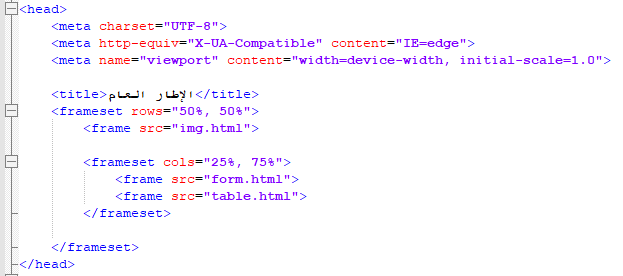 <head>
<meta charset="UTF-8">
<meta http-equiv="X-UA-Compatible" content="IE=edge">
<meta name="viewport" content="width=device-width, initial-scale=1.0">
<title>الإطار العام</title>
<frameset rows="50%, 50%">
<frame src="img.html">
<frameset cols="25%, 75%">
<frame src="form.html">
<frame src="table.html">
</frameset>
</frameset>
</head>